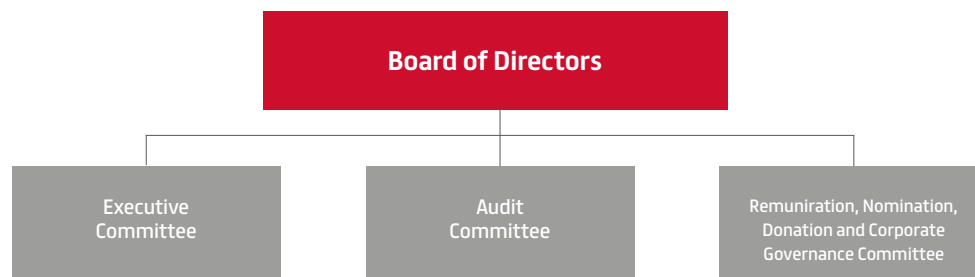 Board of Directors
Executive
Committee
Audit
Committee
Remuniration, Nomination,
Donation and Corporate
Governance Committee